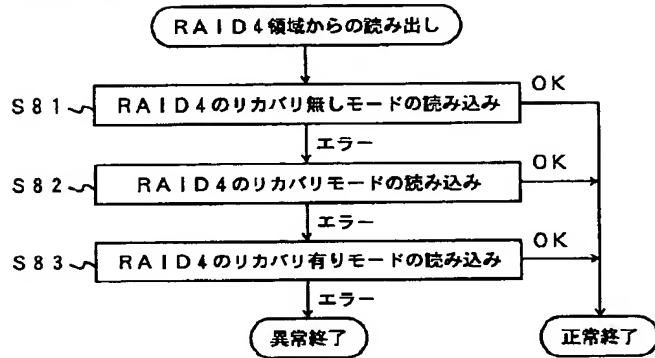 RAID4領域からの読み出し
OK
S81 RAID4のリカバリ無しモードの読み込み
エラー
OK
S82 RAID4のリカバリモードの読み込み
エラー
OK
S83 RAID4のリカバリ有りモードの読み込み
エラー
異常終了 正常終了